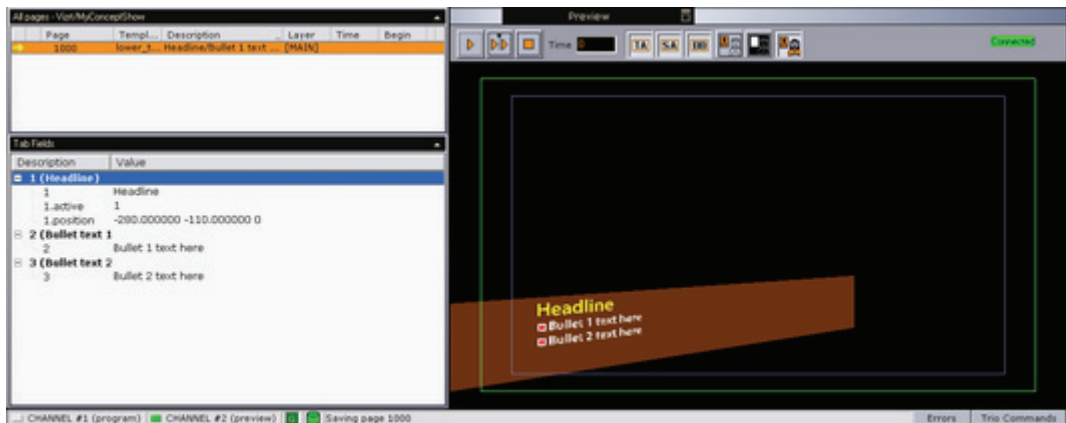 All pages - Vizrt/MyConceptShow
Page Templ... Description Layer Time Begin
1000 lower_t... Headline/Bullet 1 text ... [MAIN]
Tab Fields
Description Value
1 (Headline)
1 Headline
1.active 1
1.position -280.000000 -110.000000 0
2 (Bullet text 1
2 Bullet 1 text here
3 (Bullet text 2
3 Bullet 2 text here
Preview
Time 0 TA SA BB
Connected
Headline
Bullet 1 text here
Bullet 2 text here
CHANNEL #1 (program) CHANNEL #2 (preview) Saving page 1000 Errors Trio Commands